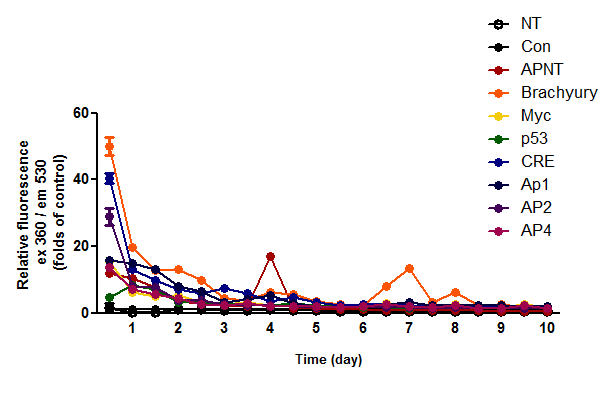 NT
Con
APNT
Brachyury
Myc
p53
CRE
Ap1
AP2
AP4
Relative fluorescence
ex 360 / em 530
(folds of control)
60
40
20
0
1 2 3 4 5 6 7 8 9 10
Time (day)